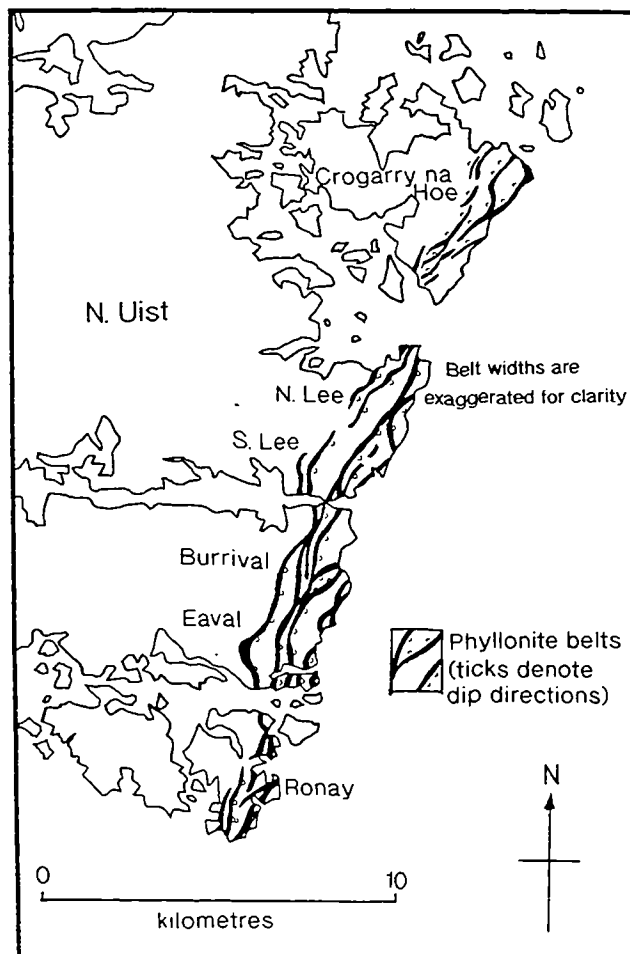 Crogarry na
Hoe
N. Uist
Belt widths are
exaggerated for clarity
N. Lee
S. Lee
Burrival
Eaval
Phyllonite belts
(ticks denote
dip directions)
Ronay
N
0
10
kilometres